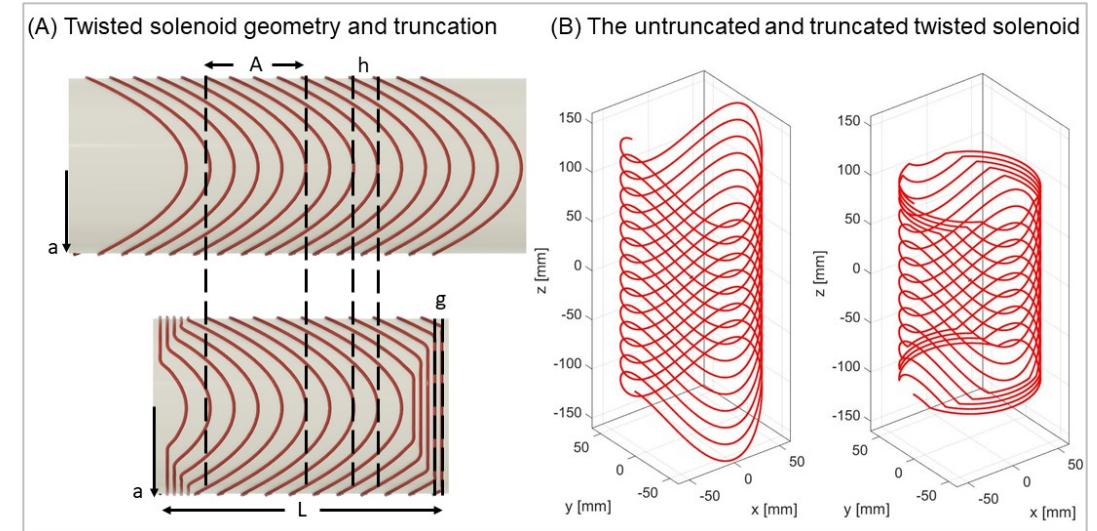 (A) Twisted solenoid geometry and truncation
A
h
a
g
a
L
(B) The untruncated and truncated twisted solenoid
150
100
50
0
-50
-100
-150
z [mm]
50
0
-50
y [mm]
-50
0
50
x [mm]
150
100
50
0
-50
-100
-150
z [mm]
50
0
-50
y [mm]
-50
0
50
x [mm]